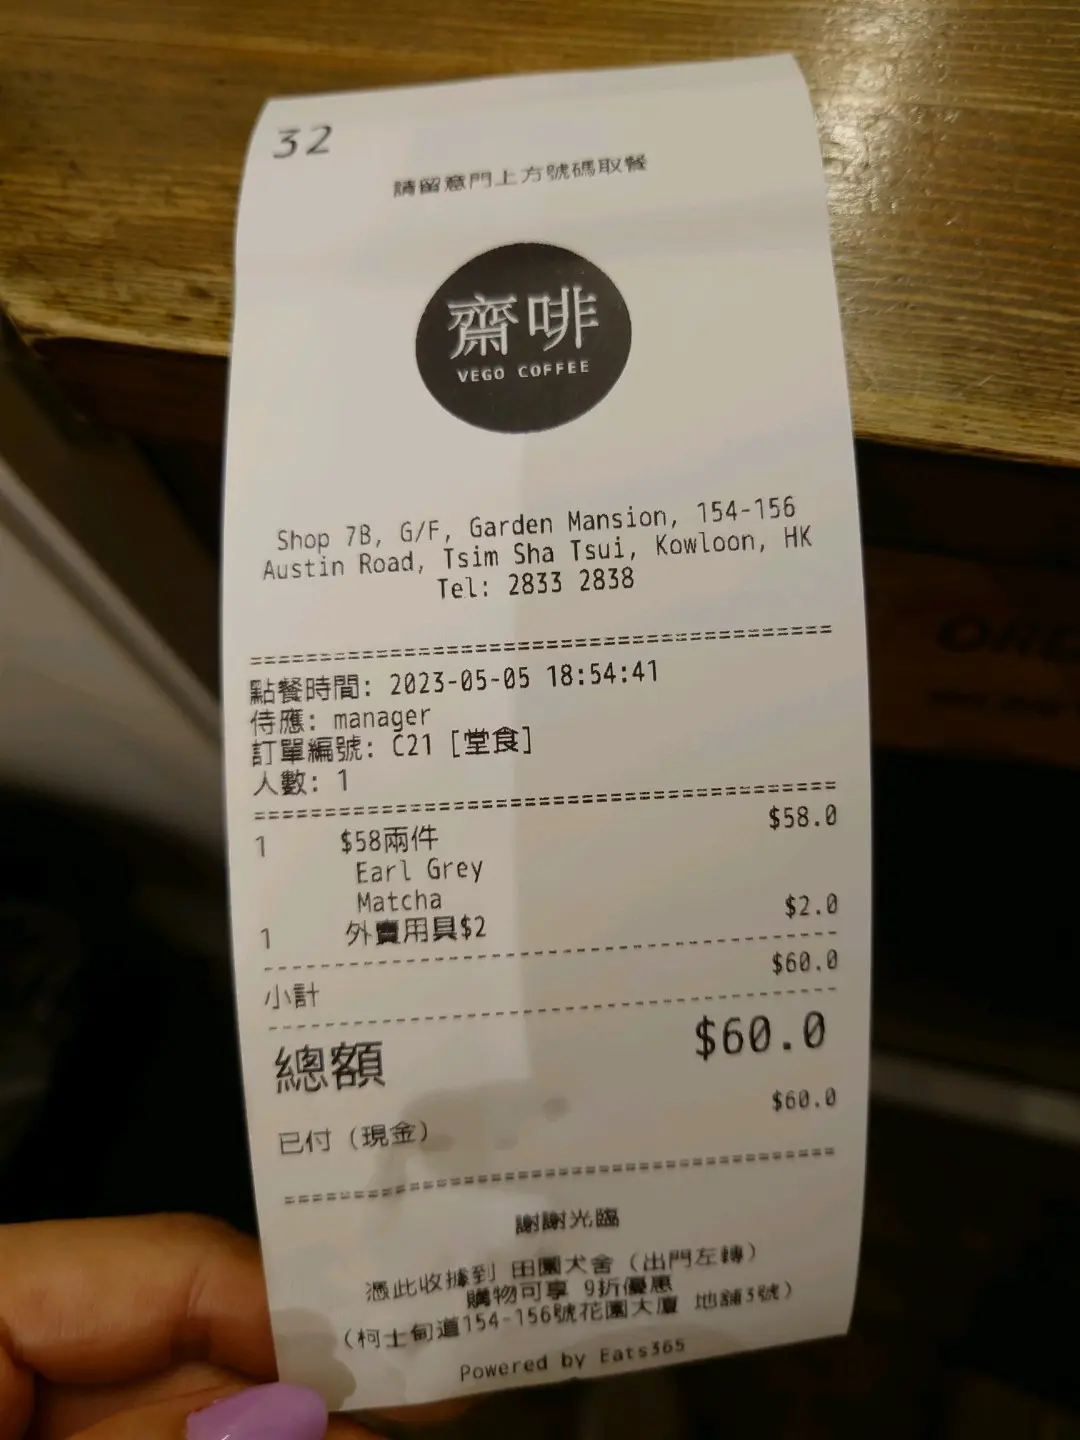 32
請留意門上方號碼取餐
齋啡
VEGO COFFEE
Shop 7B, G/F, Garden Mansion, 154-156
Austin Road, Tsim Sha Tsui, Kowloon, HK
Tel: 2833 2838
========================================
點餐時間: 2023-05-05 18:54:41
侍應: manager
訂單編號: C21 [堂食]
人數: 1
========================================
1 $58兩件 $58.0
Earl Grey
Matcha
1 外賣用具$2 $2.0
----------------------------------------
小計 $60.0
----------------------------------------
總額 $60.0
已付 (現金) $60.0
========================================
謝謝光臨
憑此收據到 田園犬舍 (出門左轉)
購物可享 9折優惠
(柯士甸道154-156號花園大廈 地舖3號)
Powered by Eats365